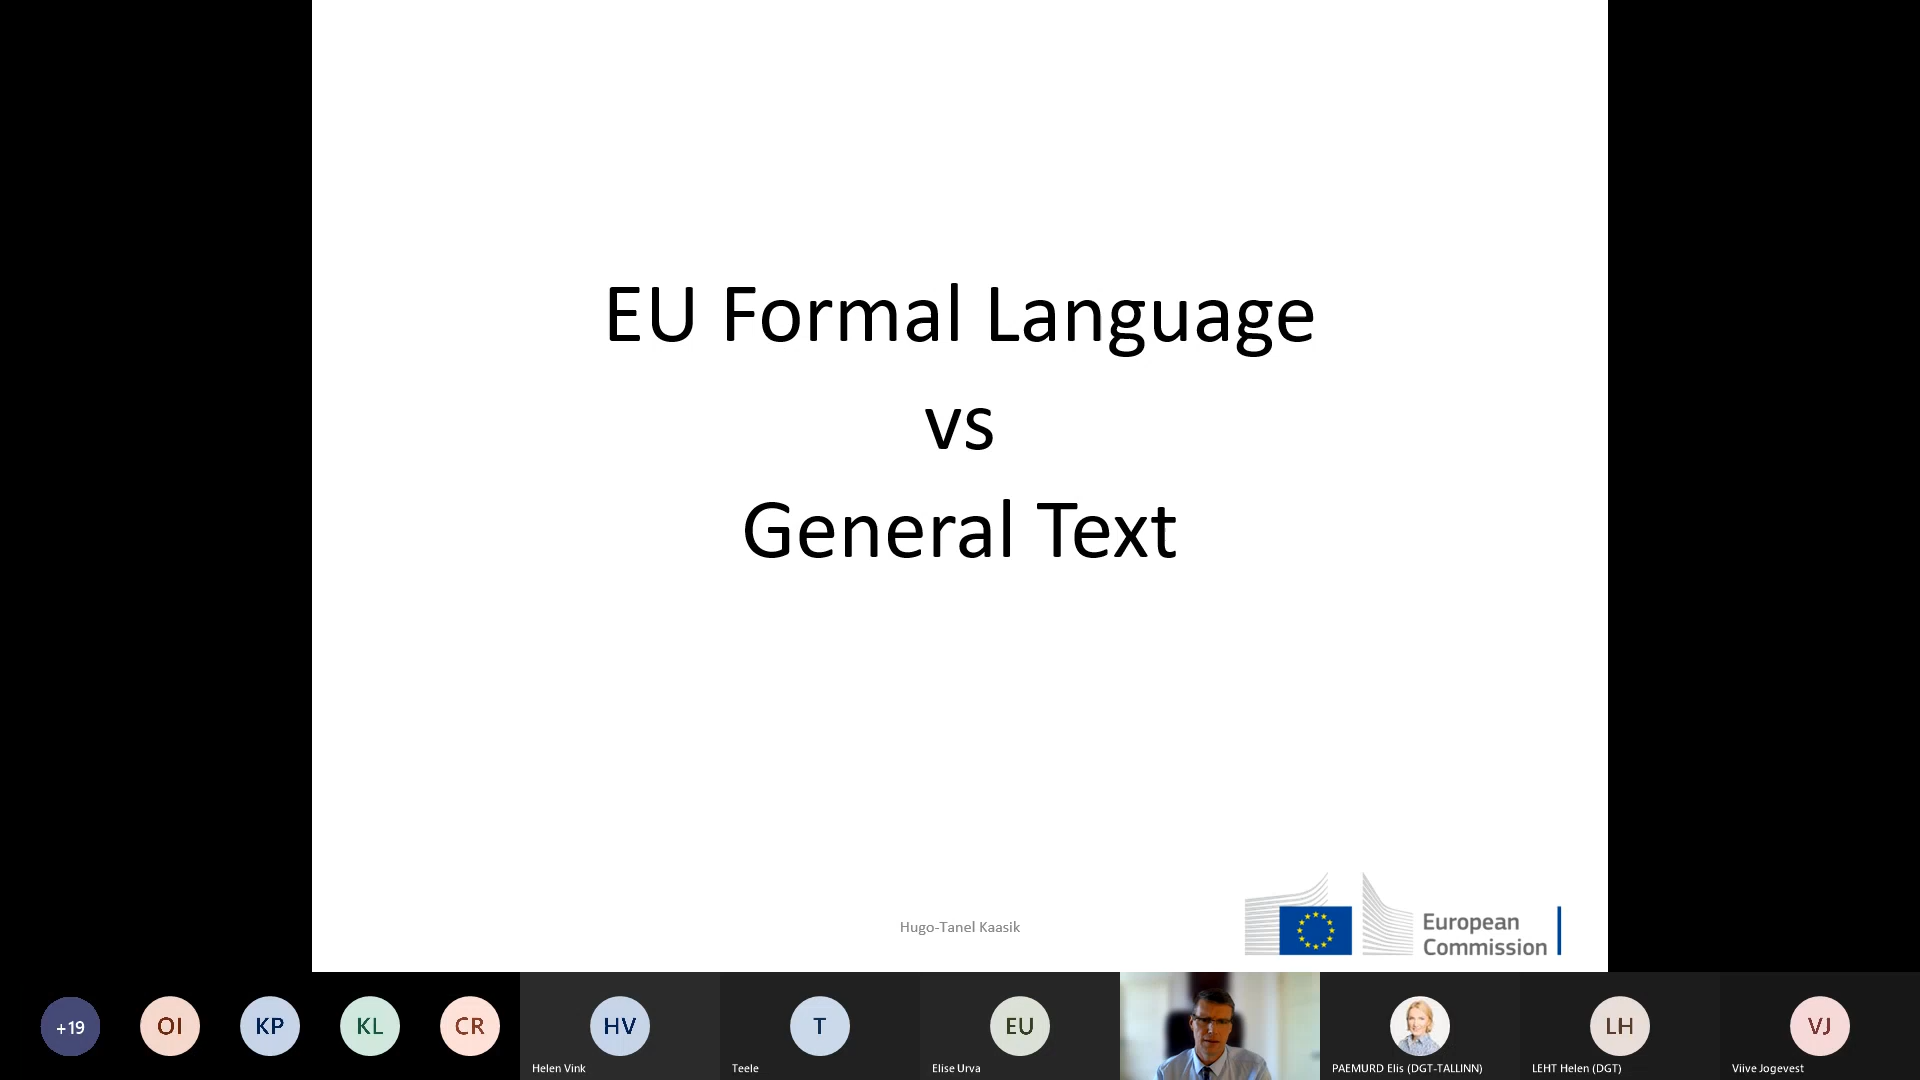 EU Formal Language
vs
General Text
Hugo-Tanel Kaasik
European
Commission
+19
OI
KP
KL
CR
HV
T
EU
LH
VJ
Helen Vink
Teele
Elise Urva
PAEMURD Elis (DGT-TALLINN)
LEHT Helen (DGT)
Viive Jogevest